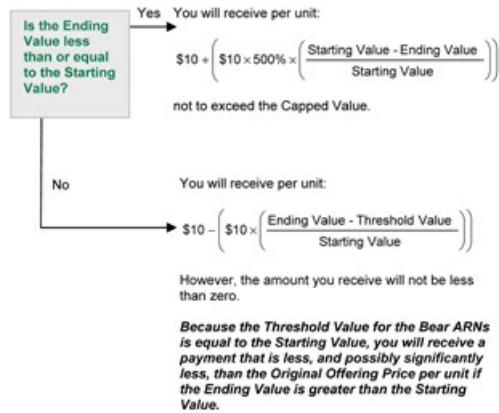 Is the Ending
Value less
than or equal
to the Starting
Value?
Yes
You will receive per unit:
$10 + ( $10 × 500% × ( Starting Value - Ending Value / Starting Value ) )
not to exceed the Capped Value.
No
You will receive per unit:
$10 − ( $10 × ( Ending Value - Threshold Value / Starting Value ) )
However, the amount you receive will not be less
than zero.
Because the Threshold Value for the Bear ARNs
is equal to the Starting Value, you will receive a
payment that is less, and possibly significantly
less, than the Original Offering Price per unit if
the Ending Value is greater than the Starting
Value.